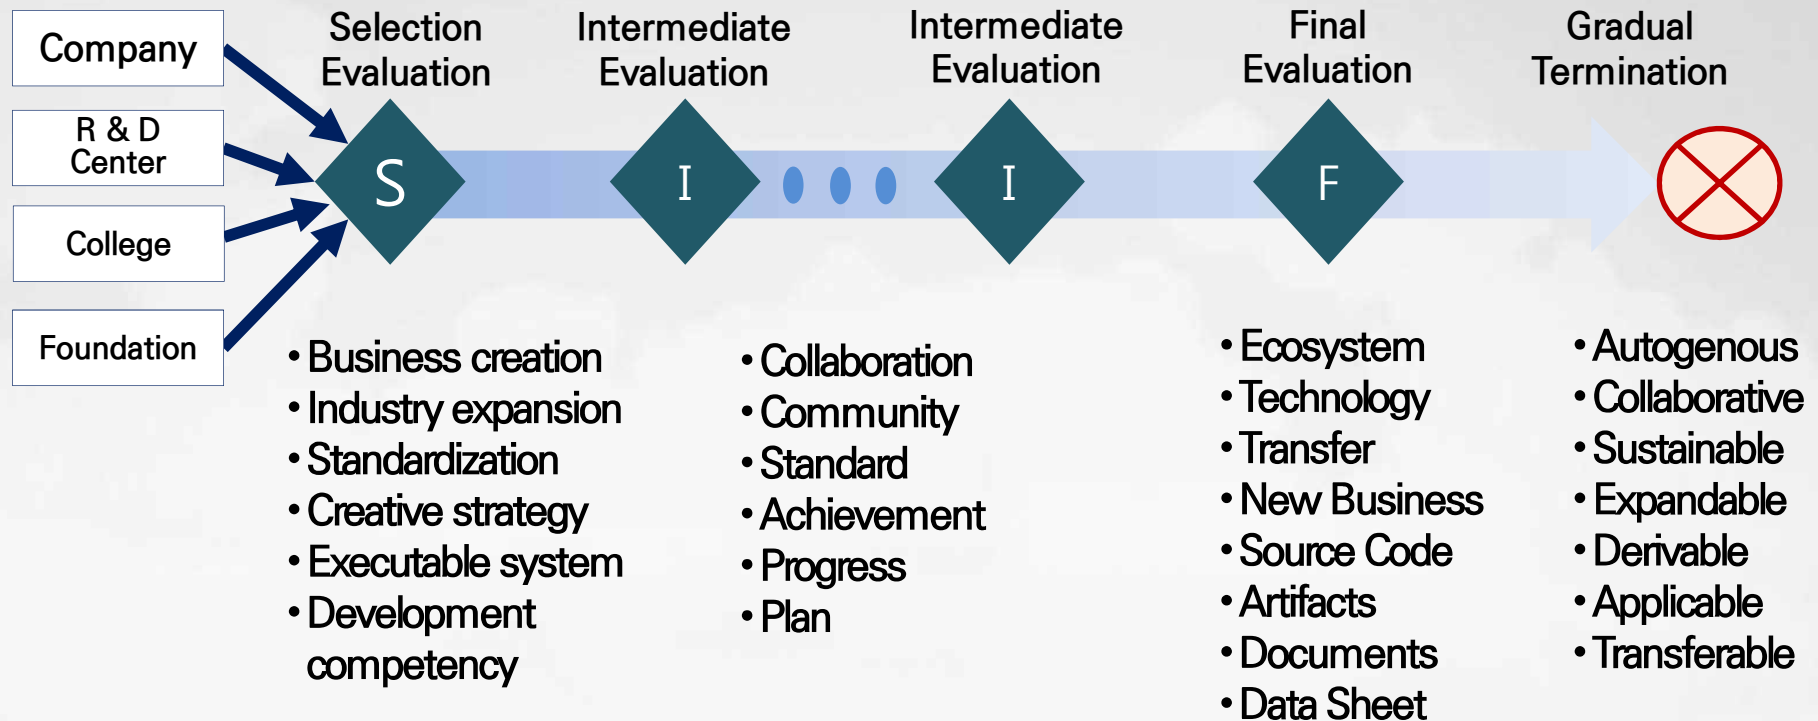 Company
R & D
Center
College
Foundation
Selection
Evaluation
Intermediate
Evaluation
Intermediate
Evaluation
Final
Evaluation
Gradual
Termination
S
I
I
F
• Business creation
• Industry expansion
• Standardization
• Creative strategy
• Executable system
• Development
competency
• Collaboration
• Community
• Standard
• Achievement
• Progress
• Plan
• Ecosystem
• Technology
• Transfer
• New Business
• Source Code
• Artifacts
• Documents
• Data Sheet
• Autogenous
• Collaborative
• Sustainable
• Expandable
• Derivable
• Applicable
• Transferable